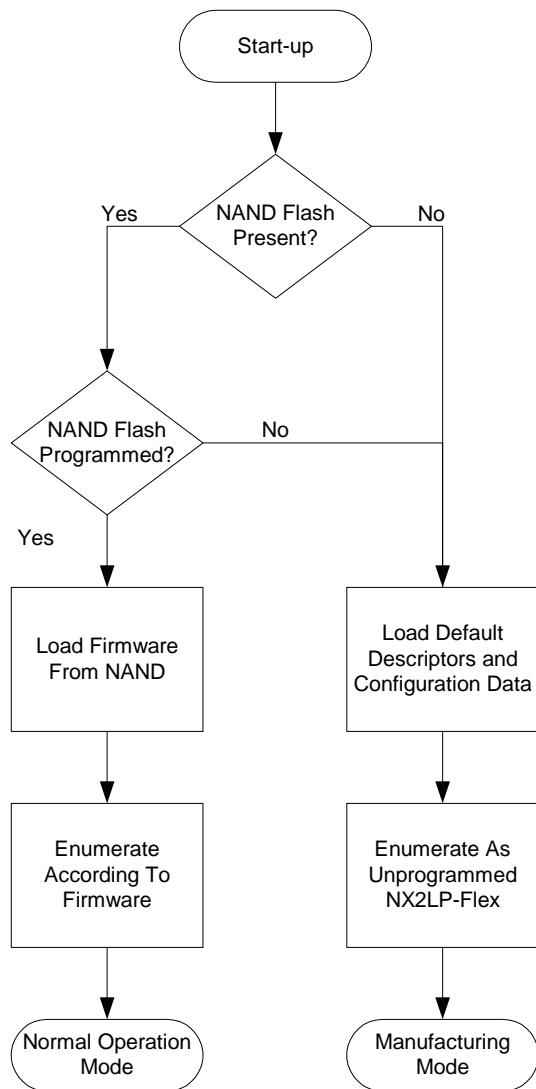 Start-up
NAND Flash
Present?
Yes
No
NAND Flash
Programmed?
No
Yes
Load Firmware
From NAND
Load Default
Descriptors and
Configuration Data
Enumerate
According To
Firmware
Enumerate As
Unprogrammed
NX2LP-Flex
Normal Operation
Mode
Manufacturing
Mode